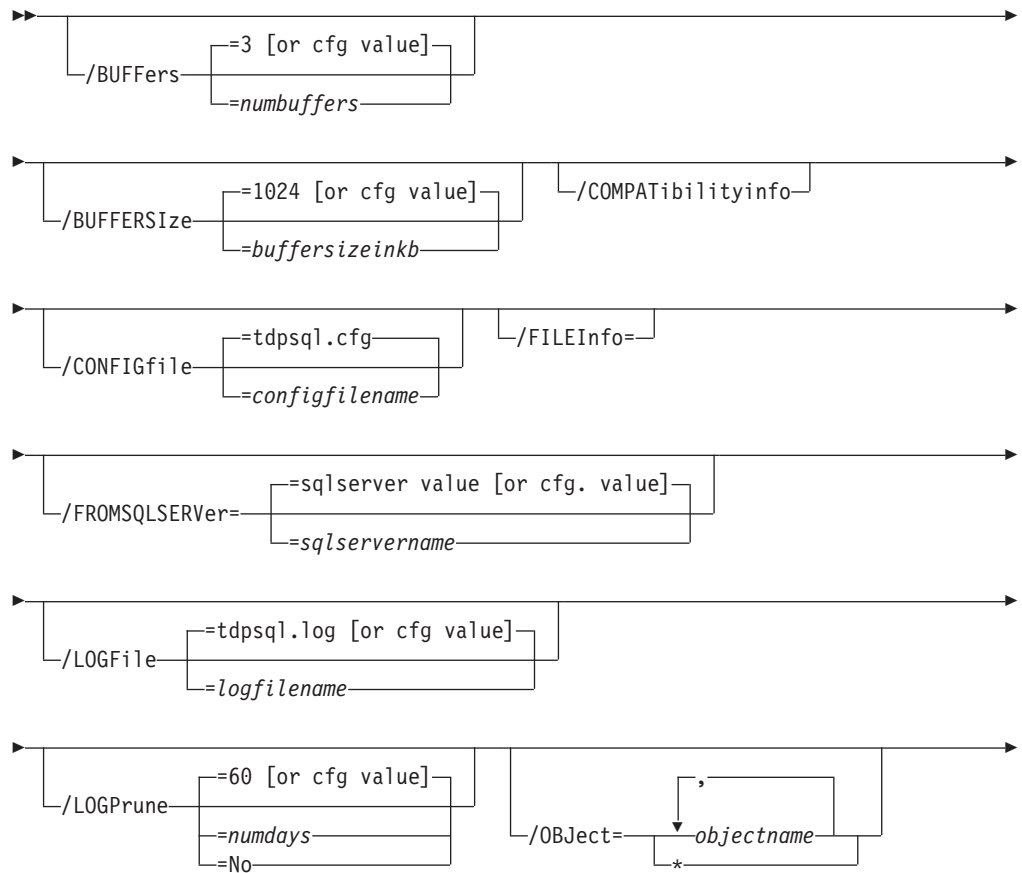 =3 [or cfg value]
/BUFFers
=numbuffers
=1024 [or cfg value]
/COMPATibilityinfo
/BUFFERSIze
=buffersizeinkb
=tdpsql.cfg
/FILEInfo=
/CONFIGfile
=configfilename
=sqlserver value [or cfg. value]
/FROMSQLSERVer=
=sqlservername
=tdpsql.log [or cfg value]
/LOGFile
=logfilename
=60 [or cfg value]
,
/LOGPrune
=numdays
/OBJect=
objectname
=No
*